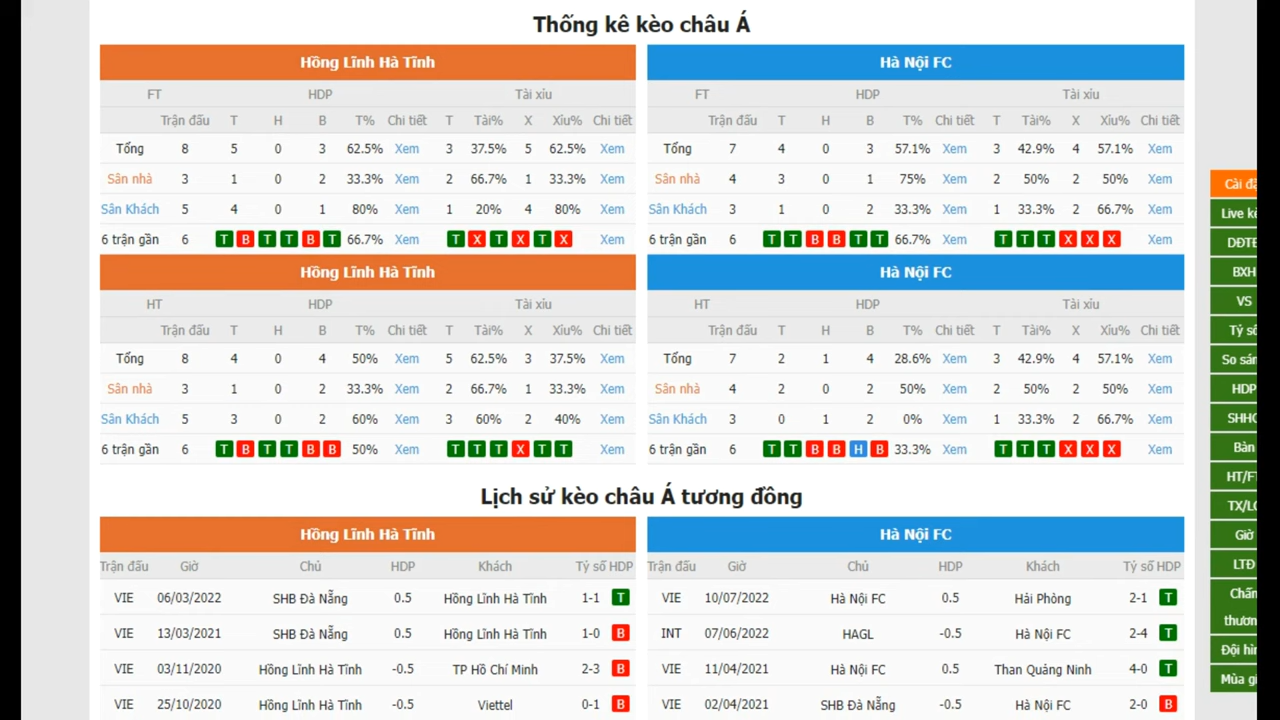 Thống kê kèo châu Á
Hồng Lĩnh Hà Tĩnh
FT HDP Tài xíu
Trận đấu T H B T% Chi tiết T Tài% X Xíu% Chi tiết
Tổng 8 5 0 3 62.5% Xem 3 37.5% 5 62.5% Xem
Sân nhà 3 1 0 2 33.3% Xem 2 66.7% 1 33.3% Xem
Sân Khách 5 4 0 1 80% Xem 1 20% 4 80% Xem
6 trận gần 6 T B T T B T 66.7% Xem T X T X T X Xem
Hà Nội FC
FT HDP Tài xíu
Trận đấu T H B T% Chi tiết T Tài% X Xíu% Chi tiết
Tổng 7 4 0 3 57.1% Xem 3 42.9% 4 57.1% Xem
Sân nhà 4 3 0 1 75% Xem 2 50% 2 50% Xem
Sân Khách 3 1 0 2 33.3% Xem 1 33.3% 2 66.7% Xem
6 trận gần 6 T T B B T T 66.7% Xem T T T X X X Xem
Hồng Lĩnh Hà Tĩnh
HT HDP Tài xíu
Trận đấu T H B T% Chi tiết T Tài% X Xíu% Chi tiết
Tổng 8 4 0 4 50% Xem 5 62.5% 3 37.5% Xem
Sân nhà 3 1 0 2 33.3% Xem 2 66.7% 1 33.3% Xem
Sân Khách 5 3 0 2 60% Xem 3 60% 2 40% Xem
6 trận gần 6 T B T T B B 50% Xem T T T X T T Xem
Hà Nội FC
HT HDP Tài xíu
Trận đấu T H B T% Chi tiết T Tài% X Xíu% Chi tiết
Tổng 7 2 1 4 28.6% Xem 3 42.9% 4 57.1% Xem
Sân nhà 4 2 0 2 50% Xem 2 50% 2 50% Xem
Sân Khách 3 0 1 2 0% Xem 1 33.3% 2 66.7% Xem
6 trận gần 6 T T B B H B 33.3% Xem T T T X X X Xem
Lịch sử kèo châu Á tương đồng
Hồng Lĩnh Hà Tĩnh
Trận đấu Giờ Chủ HDP Khách Tỷ số HDP
VIE 06/03/2022 SHB Đà Nẵng 0.5 Hồng Lĩnh Hà Tĩnh 1-1 T
VIE 13/03/2021 SHB Đà Nẵng 0.5 Hồng Lĩnh Hà Tĩnh 1-0 B
VIE 03/11/2020 Hồng Lĩnh Hà Tĩnh -0.5 TP Hồ Chí Minh 2-3 B
VIE 25/10/2020 Hồng Lĩnh Hà Tĩnh -0.5 Viettel 0-1 B
Hà Nội FC
Trận đấu Giờ Chủ HDP Khách Tỷ số HDP
VIE 10/07/2022 Hà Nội FC 0.5 Hải Phòng 2-1 T
INT 07/06/2022 HAGL -0.5 Hà Nội FC 2-4 T
VIE 11/04/2021 Hà Nội FC 0.5 Than Quảng Ninh 4-0 T
VIE 02/04/2021 SHB Đà Nẵng -0.5 Hà Nội FC 2-0 B
Cài
Live
BXH
VS
Tỷ số
So
HDP
Bàn
Giờ
LTĐ
Đội
Mùa